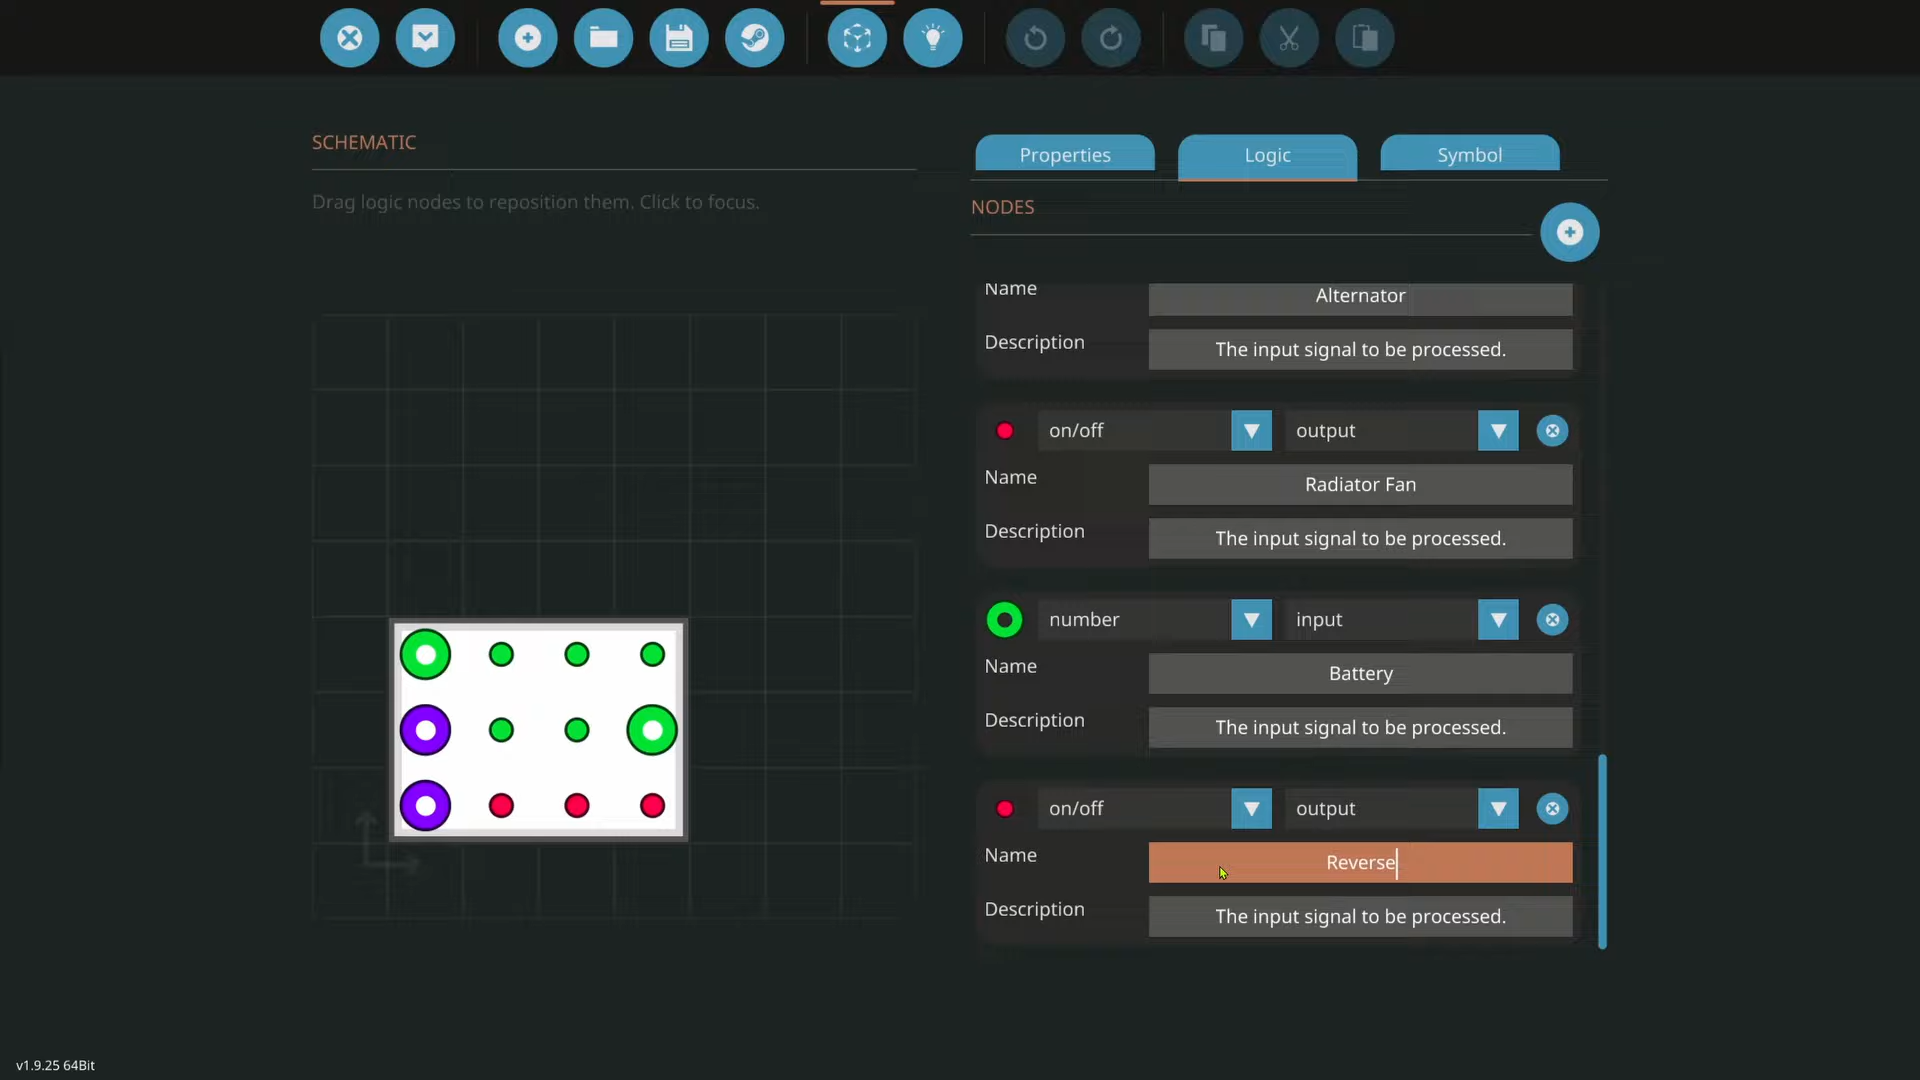 SCHEMATIC
Drag logic nodes to reposition them. Click to focus.
Properties
Logic
Symbol
NODES
Name
Alternator
Description
The input signal to be processed.
on/off
output
Name
Radiator Fan
Description
The input signal to be processed.
number
input
Name
Battery
Description
The input signal to be processed.
on/off
output
Name
Reverse
Description
The input signal to be processed.
v1.9.25 64Bit